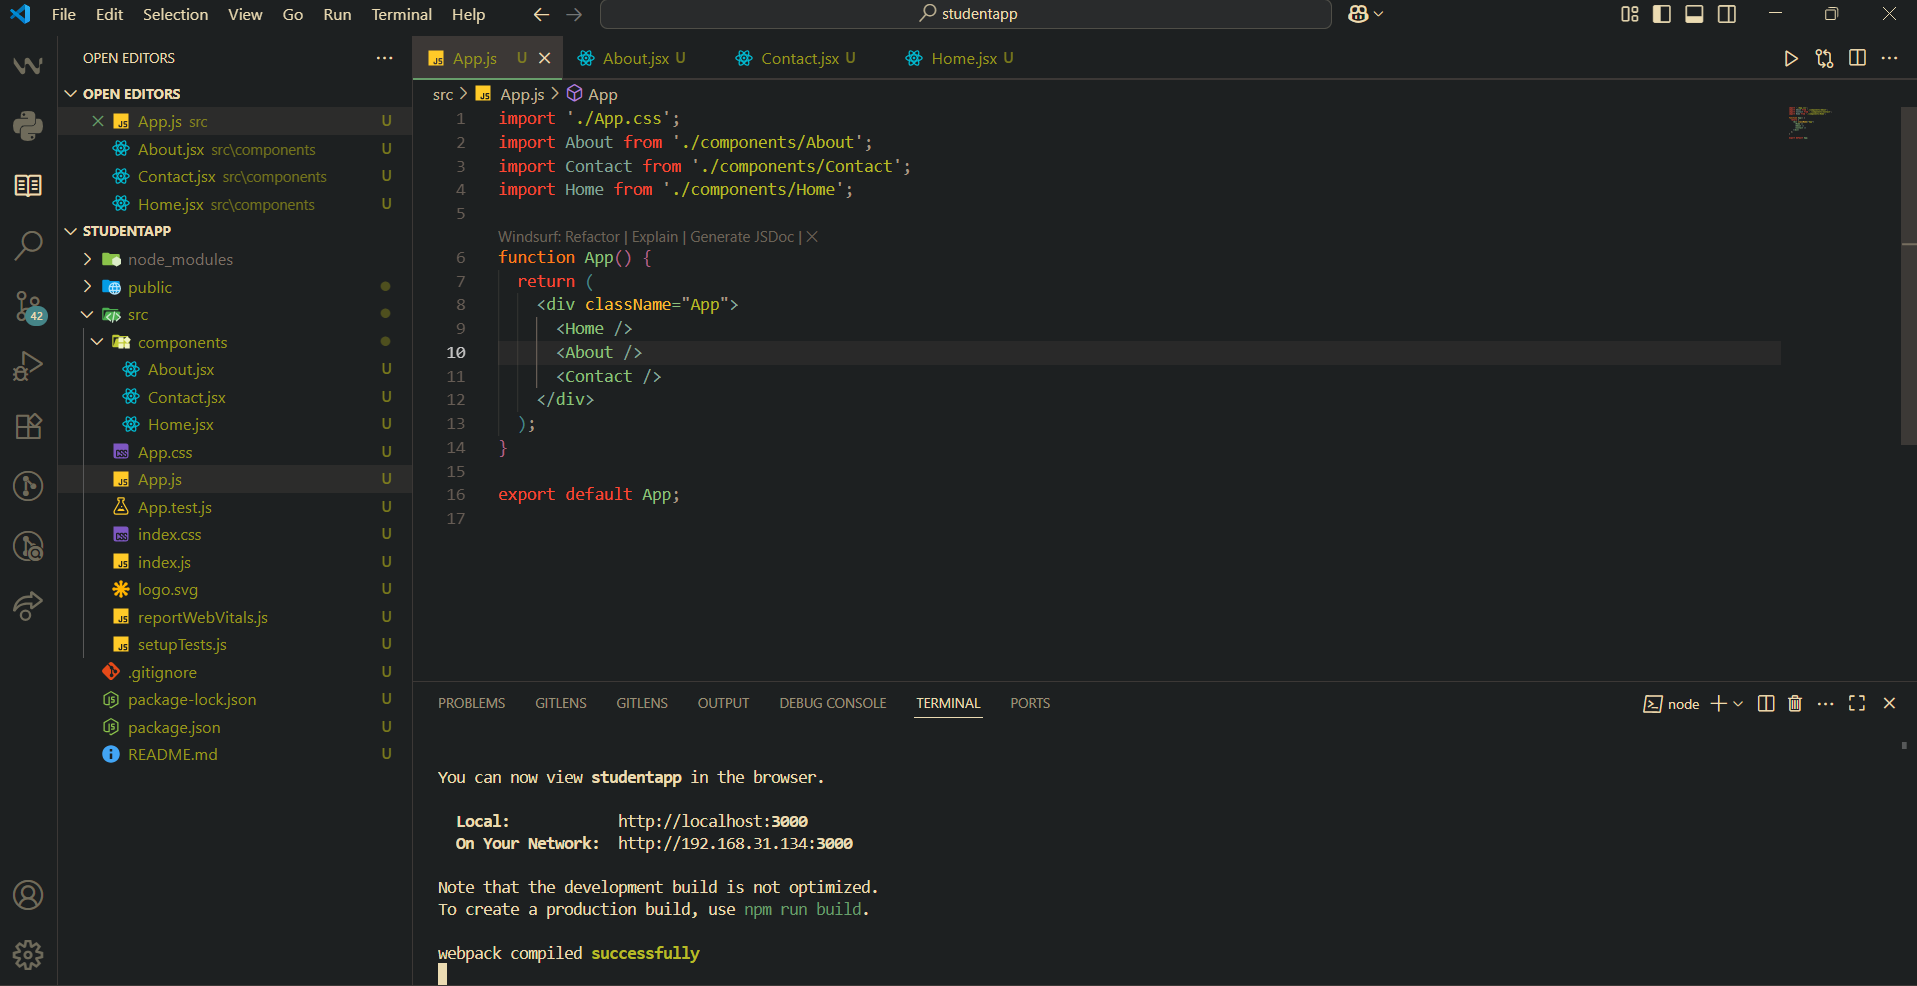 File Edit Selection View Go Run Terminal Help
studentapp
OPEN EDITORS
OPEN EDITORS
App.js src U
About.jsx src\components U
Contact.jsx src\components U
Home.jsx src\components U
STUDENTAPP
node_modules
public
src
components
About.jsx U
Contact.jsx U
Home.jsx U
App.css U
App.js U
App.test.js U
index.css U
index.js U
logo.svg U
reportWebVitals.js U
setupTests.js U
.gitignore U
package-lock.json U
package.json U
README.md U
42
App.js U
About.jsx U
Contact.jsx U
Home.jsx U
src > App.js > App
1 import './App.css';
2 import About from './components/About';
3 import Contact from './components/Contact';
4 import Home from './components/Home';
5
Windsurf: Refactor | Explain | Generate JSDoc | X
6 function App() {
7 return (
8 <div className="App">
9 <Home />
10 <About />
11 <Contact />
12 </div>
13 );
14 }
15
16 export default App;
17
PROBLEMS GITLENS GITLENS OUTPUT DEBUG CONSOLE TERMINAL PORTS
node
You can now view studentapp in the browser.
Local: http://localhost:3000
On Your Network: http://192.168.31.134:3000
Note that the development build is not optimized.
To create a production build, use npm run build.
webpack compiled successfully